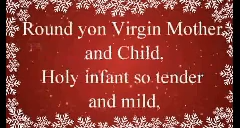 Round yon Virgin Mother
and Child,
Holy infant so tender
and mild,